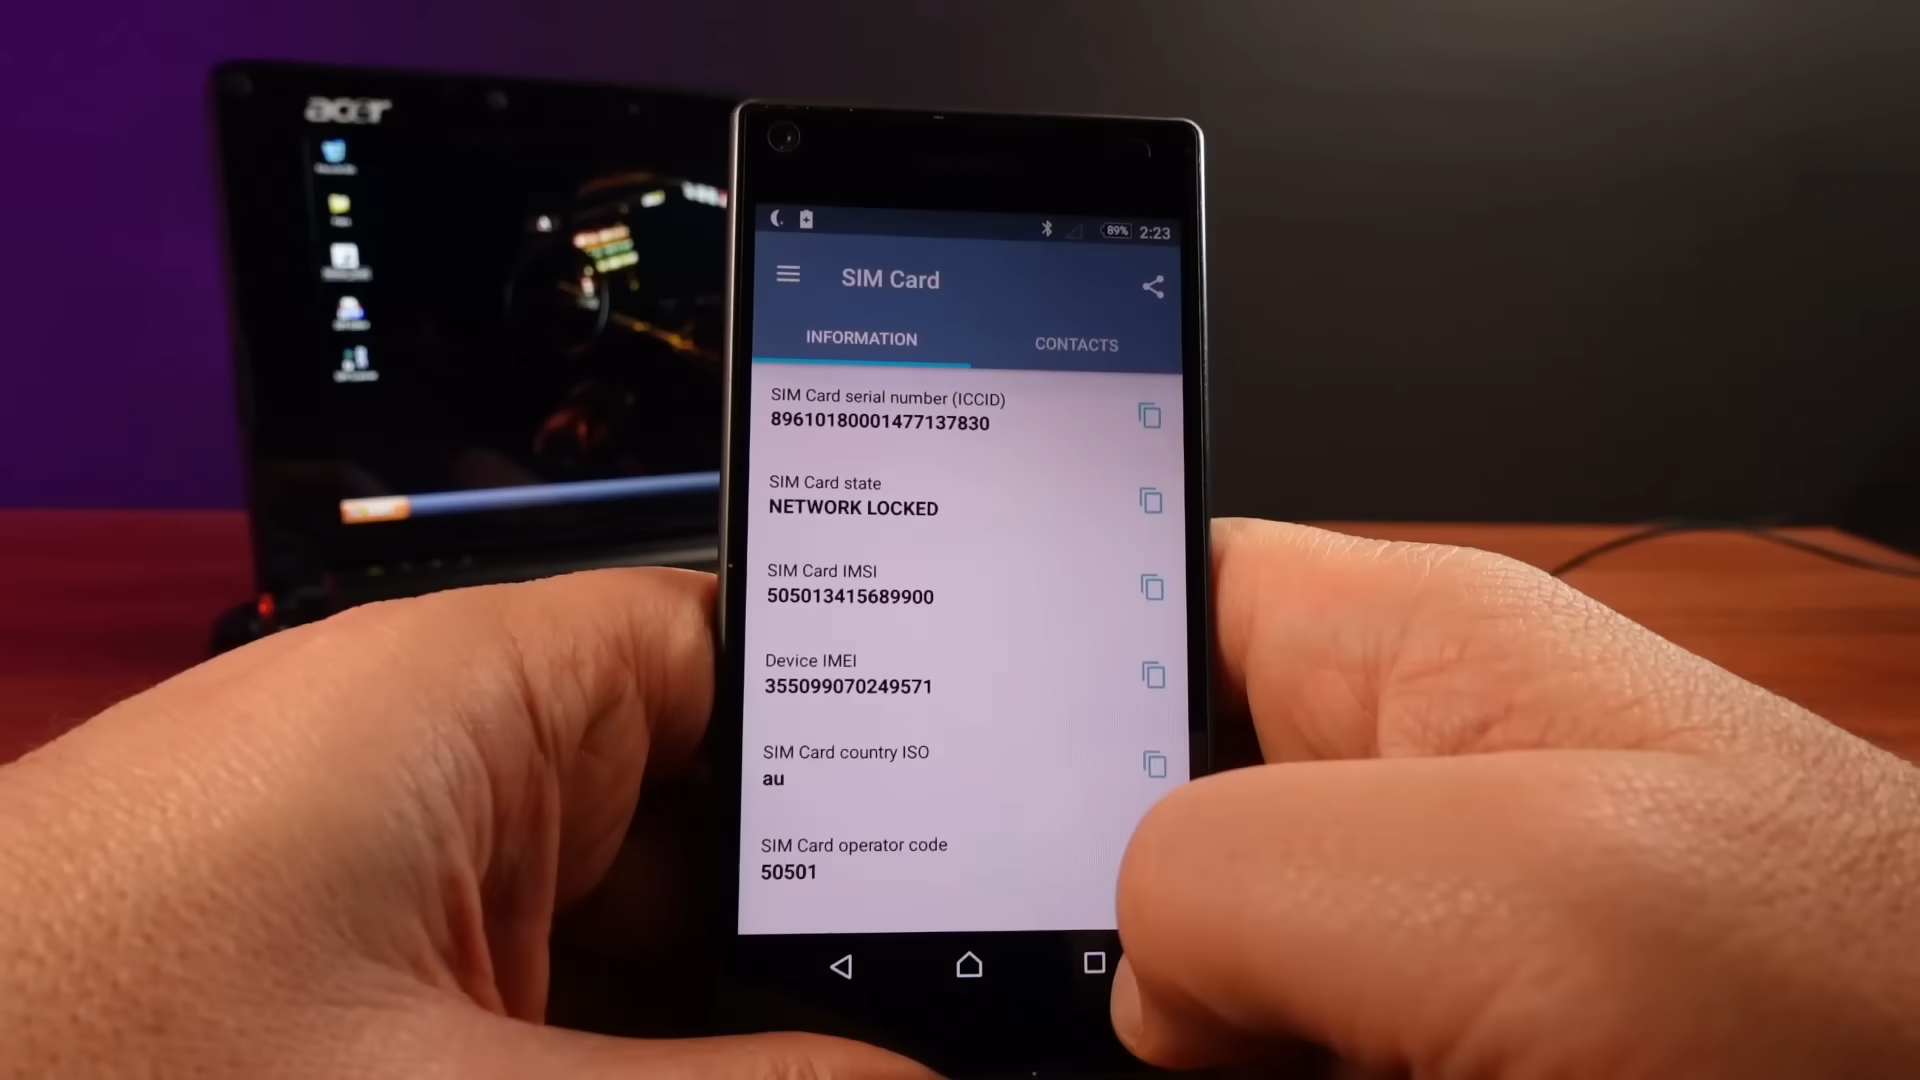 acer
89% 2:23
SIM Card
INFORMATION
CONTACTS
SIM Card serial number (ICCID)
89610180001477137830
SIM Card state
NETWORK LOCKED
SIM Card IMSI
505013415689900
Device IMEI
355099070249571
SIM Card country ISO
au
SIM Card operator code
50501